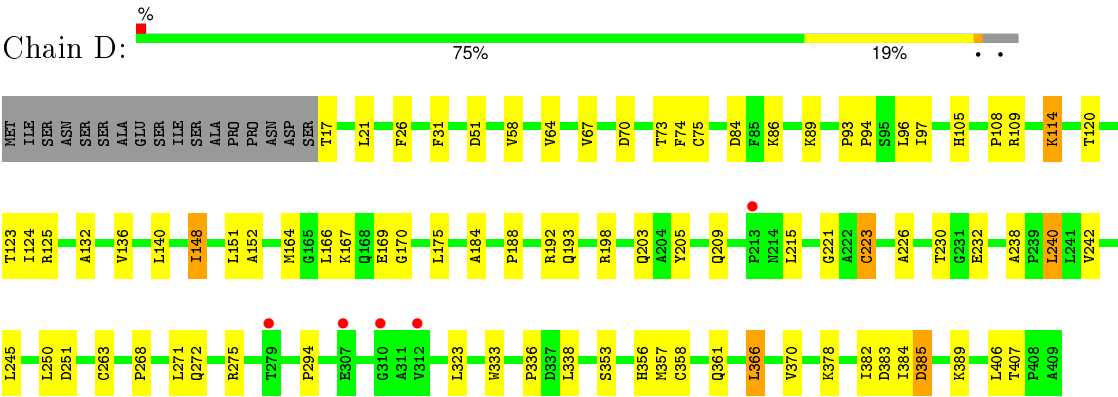 %
Chain D:
75% 19% • •
MET ILE SER ASN SER SER ALA GLU SER ILE SER ALA PRO PRO ASN ASP SER T17 L21 F26 F31 D51 V58 V64 V67 D70 T73 F74 C75 D84 F85 K86 K89 P93 P94 S95 L96 I97 H105 P108 R109 K114 T120
T123 I124 R125 A132 V136 L140 I148 L151 A152 M164 G165 L166 K167 Q168 E169 G170 L175 A184 P188 R192 Q193 R198 Q203 A204 Y205 Q209 P213 N214 L215 G221 A222 C223 A226 T230 G231 E232 A238 P239 L240 L241 V242
L245 L250 D251 C263 P268 L271 Q272 R275 T279 P294 E307 G310 A311 V312 L323 W333 P336 D337 L338 S353 H356 M357 C358 Q361 L366 V370 K378 I382 D383 I384 D385 K389 L406 T407 P408 A409